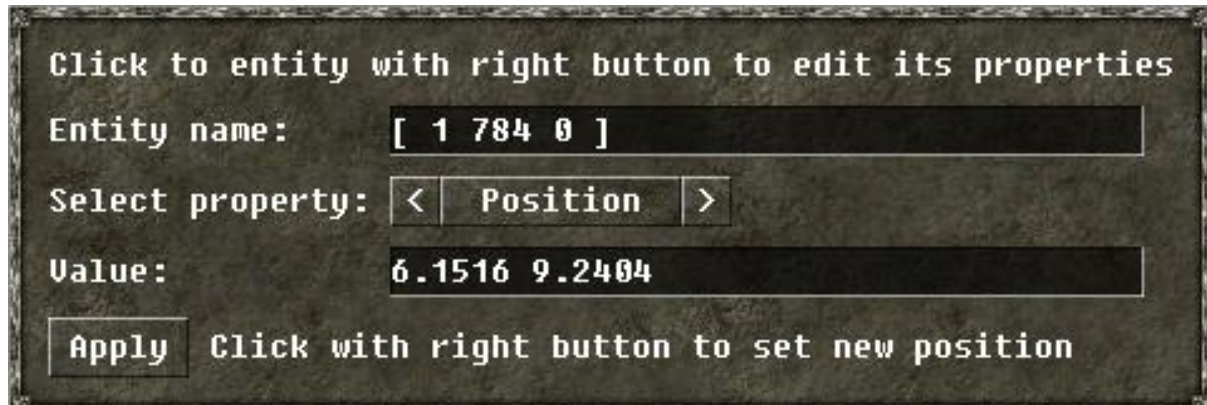 Click to entity with right button to edit its properties
Entity name: [ 1 784 0 ]
Select property: < Position >
Value: 6.1516 9.2404
Apply Click with right button to set new position